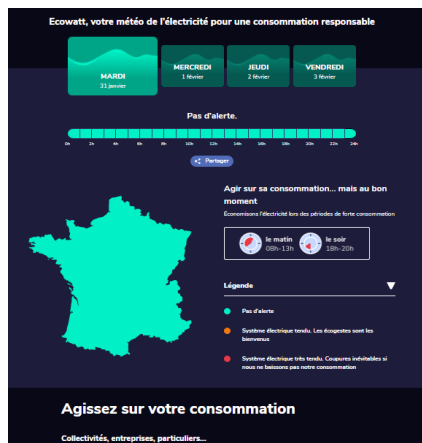 Ecowatt, votre météo de l'électricité pour une consommation responsable
MARDI
31 janvier
MERCREDI
1 février
JEUDI
2 février
VENDREDI
3 février
Pas d'alerte.
0h 2h 4h 6h 8h 10h 12h 14h 16h 18h 20h 22h 24h
Partager
Agir sur sa consommation... mais au bon
moment
Économisons l'électricité lors des périodes de forte consommation
le matin
08h-13h
le soir
18h-20h
Légende
Pas d'alerte
Système électrique tendu. Les écogestes sont les
bienvenus
Système électrique très tendu. Coupures inévitables si
nous ne baissons pas notre consommation
Agissez sur votre consommation
Collectivités, entreprises, particuliers...